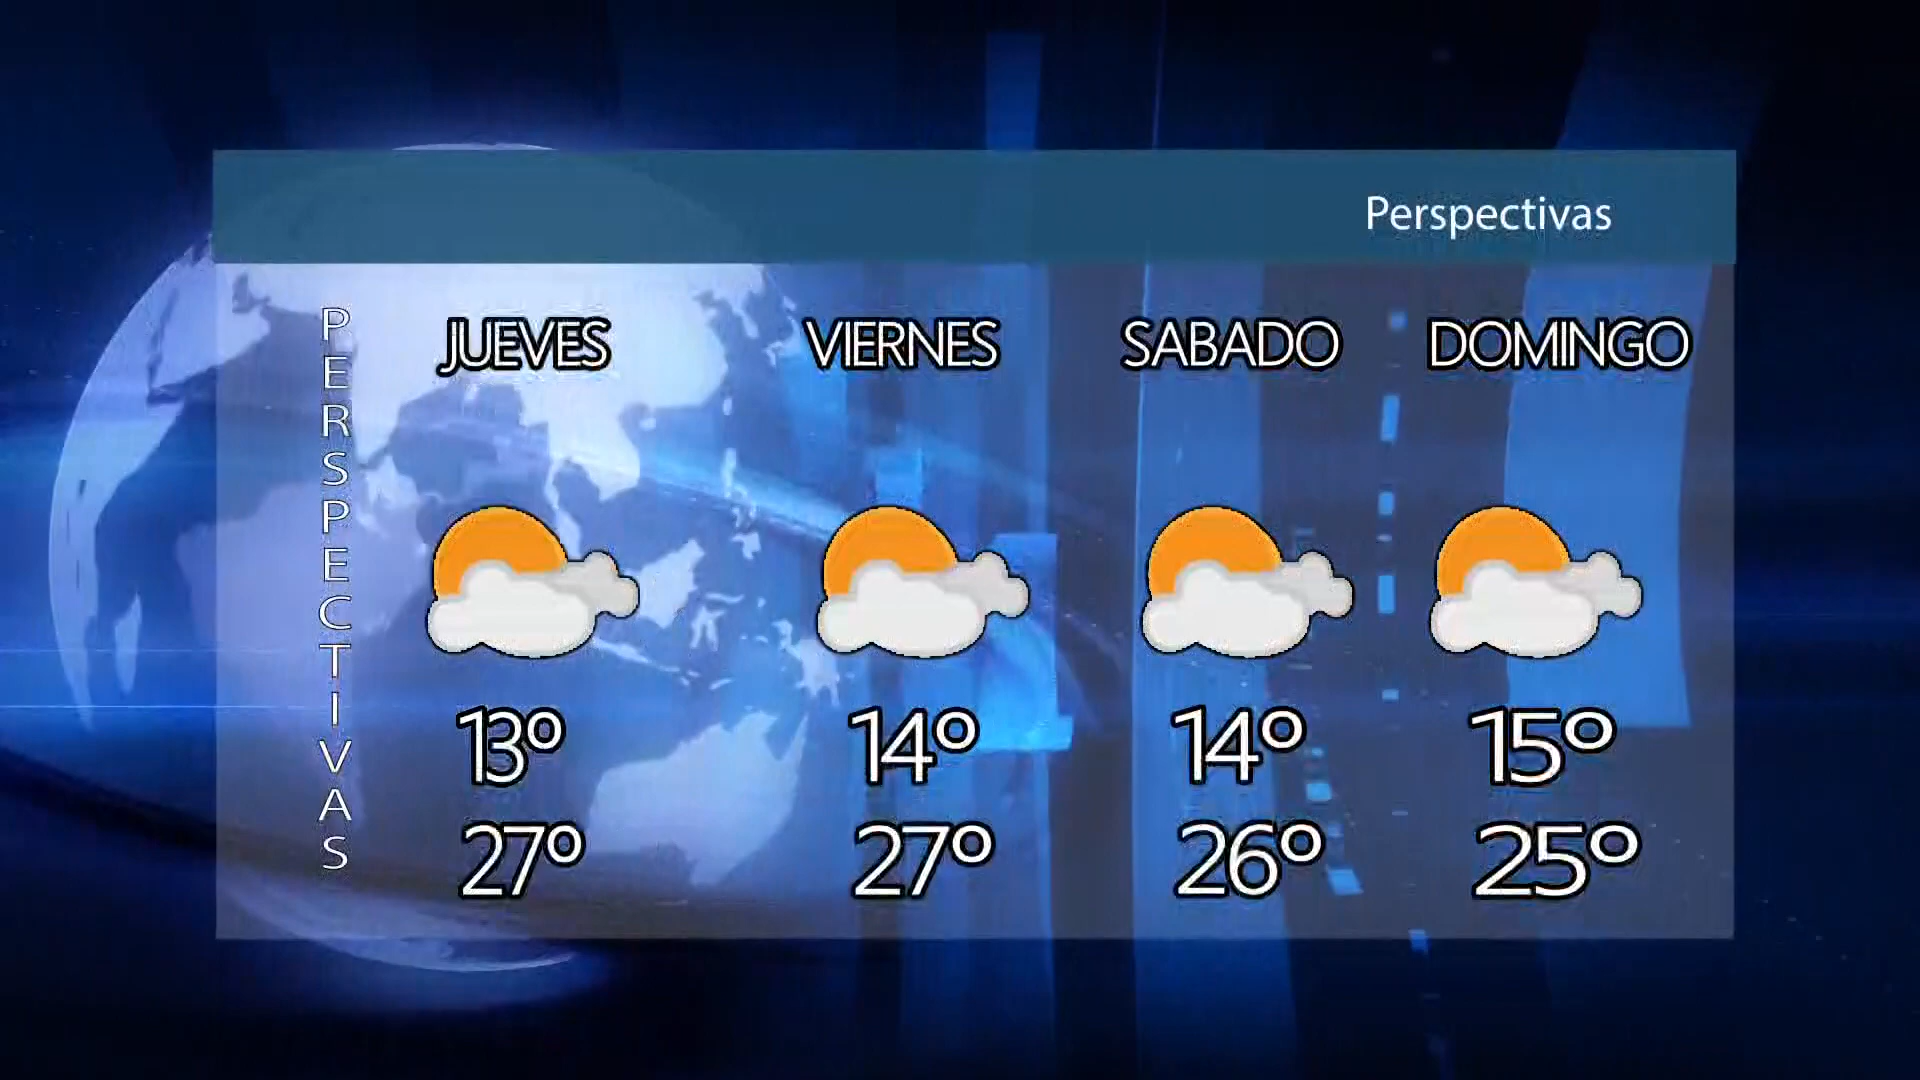 Perspectivas
PERSPECTIVAS
JUEVES VIERNES SABADO DOMINGO
13º 14º 14º 15º
27º 27º 26º 25º